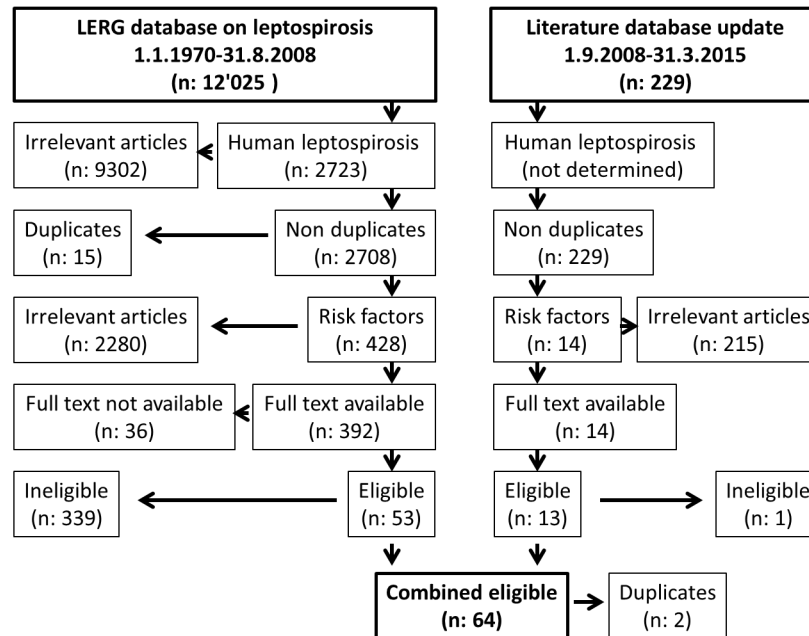 LERG database on leptospirosis
1.1.1970-31.8.2008
(n: 12'025 )
Literature database update
1.9.2008-31.3.2015
(n: 229)
Irrelevant articles
(n: 9302)
Human leptospirosis
(n: 2723)
Human leptospirosis
(not determined)
Duplicates
(n: 15)
Non duplicates
(n: 2708)
Non duplicates
(n: 229)
Irrelevant articles
(n: 2280)
Risk factors
(n: 428)
Risk factors
(n: 14)
Irrelevant articles
(n: 215)
Full text not available
(n: 36)
Full text available
(n: 392)
Full text available
(n: 14)
Ineligible
(n: 339)
Eligible
(n: 53)
Eligible
(n: 13)
Ineligible
(n: 1)
Combined eligible
(n: 64)
Duplicates
(n: 2)